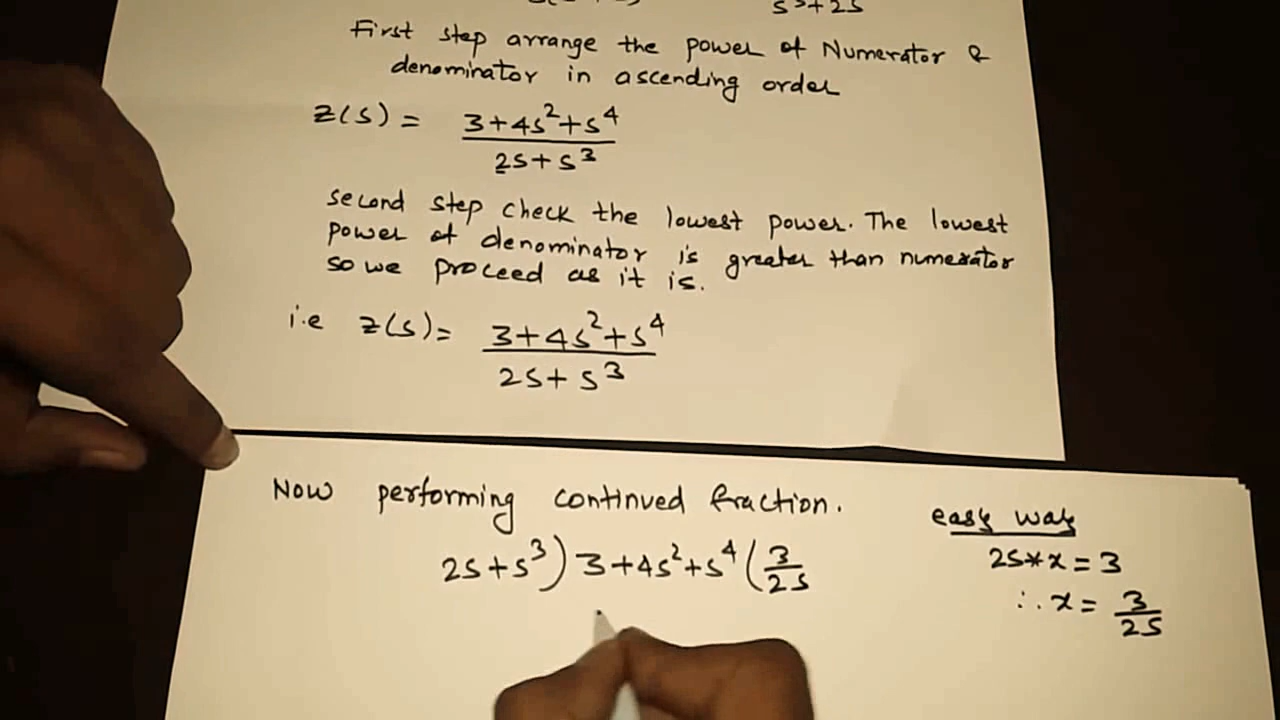 s³+2s
First step arrange the power of Numerator &
denominator in ascending order
z(s) = 3+4s²+s⁴ / 2s+s³
second step check the lowest power. The lowest
power of denominator is greater than numerator
so we proceed as it is.
i.e z(s) = 3+4s²+s⁴ / 2s+s³
Now performing continued fraction.
2s+s³) 3+4s²+s⁴ (3/2s
easy way
2s*x = 3
∴ x = 3/2s